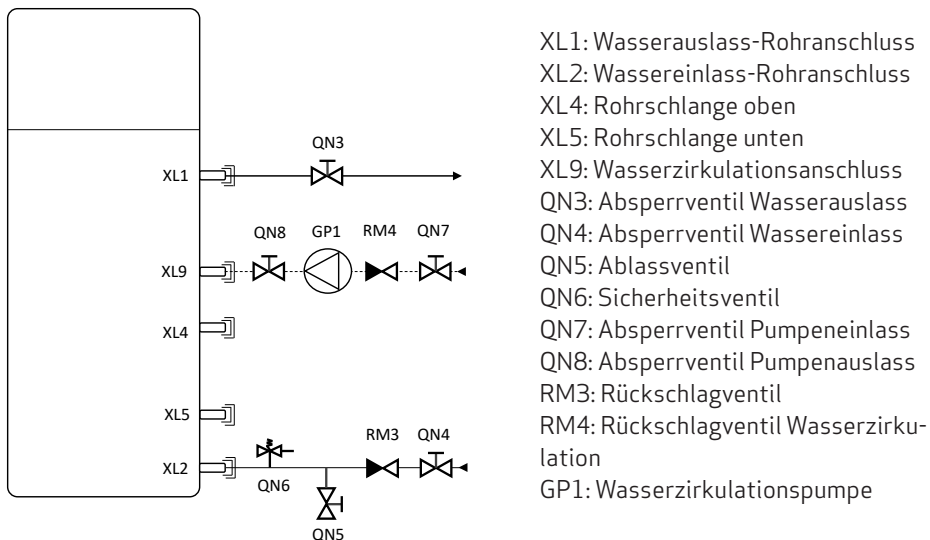 QN3
XL1
QN8 GP1 RM4 QN7
XL9
XL4
XL5
RM3 QN4
XL2
QN6
QN5
XL1: Wasserauslass-Rohranschluss
XL2: Wassereinlass-Rohranschluss
XL4: Rohrschlange oben
XL5: Rohrschlange unten
XL9: Wasserzirkulationsanschluss
QN3: Absperrventil Wasserauslass
QN4: Absperrventil Wassereinlass
QN5: Ablassventil
QN6: Sicherheitsventil
QN7: Absperrventil Pumpeneinlass
QN8: Absperrventil Pumpenauslass
RM3: Rückschlagventil
RM4: Rückschlagventil Wasserzirku-
lation
GP1: Wasserzirkulationspumpe